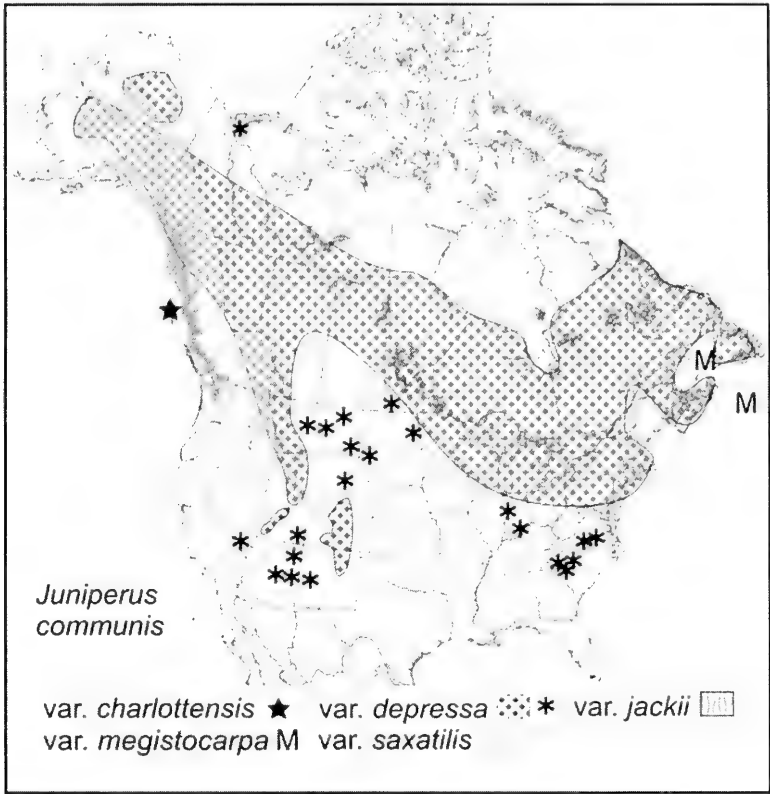 M
M
Juniperus
communis
var. charlottensis ★ var. depressa * var. jackii
var. megistocarpa M var. saxatilis